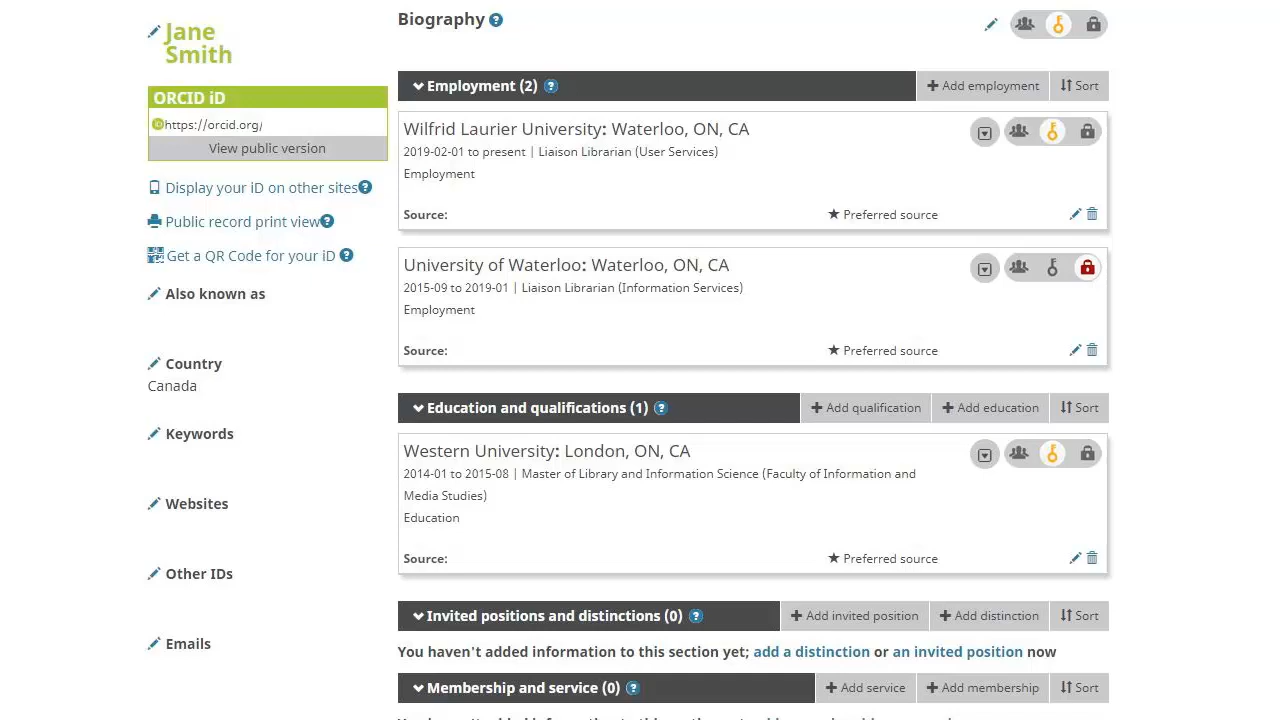 Jane
Smith
ORCID iD
https://orcid.org/
View public version
Display your iD on other sites
Public record print view
Get a QR Code for your iD
Also known as
Country
Canada
Keywords
Websites
Other IDs
Emails
Biography
Employment (2)
Add employment
Sort
Wilfrid Laurier University: Waterloo, ON, CA
2019-02-01 to present | Liaison Librarian (User Services)
Employment
Source:
Preferred source
University of Waterloo: Waterloo, ON, CA
2015-09 to 2019-01 | Liaison Librarian (Information Services)
Employment
Source:
Preferred source
Education and qualifications (1)
Add qualification
Add education
Sort
Western University: London, ON, CA
2014-01 to 2015-08 | Master of Library and Information Science (Faculty of Information and
Media Studies)
Education
Source:
Preferred source
Invited positions and distinctions (0)
Add invited position
Add distinction
Sort
You haven't added information to this section yet; add a distinction or an invited position now
Membership and service (0)
Add service
Add membership
Sort